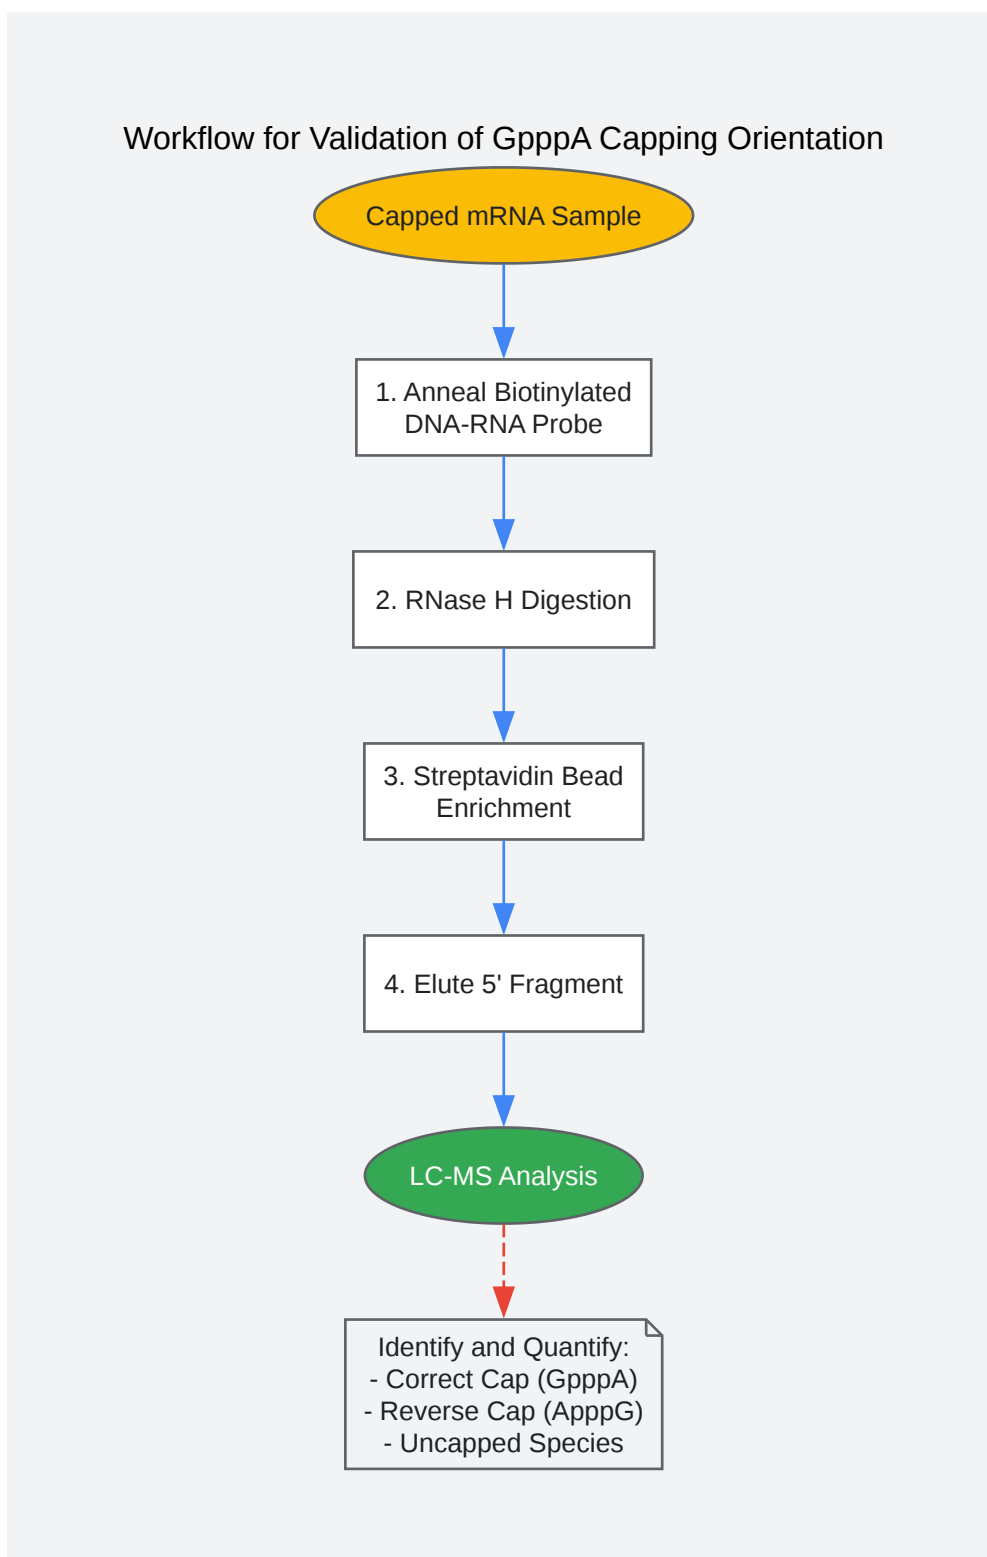 Workflow for Validation of GpppA Capping Orientation
Capped mRNA Sample
1. Anneal Biotinylated
DNA-RNA Probe
2. RNase H Digestion
3. Streptavidin Bead
Enrichment
4. Elute 5' Fragment
LC-MS Analysis
Identify and Quantify:
- Correct Cap (GpppA)
- Reverse Cap (ApppG)
- Uncapped Species